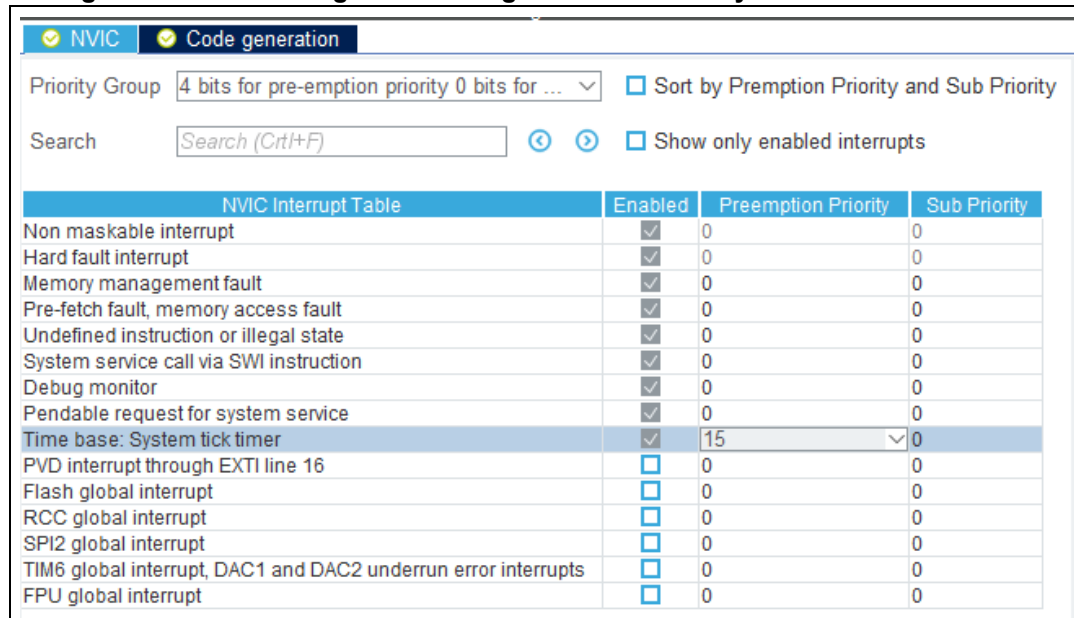 NVIC Code generation
Priority Group 4 bits for pre-emption priority 0 bits for ... Sort by Premption Priority and Sub Priority
Search Search (Crtl+F) Show only enabled interrupts
NVIC Interrupt Table Enabled Preemption Priority Sub Priority
Non maskable interrupt 0 0
Hard fault interrupt 0 0
Memory management fault 0 0
Pre-fetch fault, memory access fault 0 0
Undefined instruction or illegal state 0 0
System service call via SWI instruction 0 0
Debug monitor 0 0
Pendable request for system service 0 0
Time base: System tick timer 15 0
PVD interrupt through EXTI line 16 0 0
Flash global interrupt 0 0
RCC global interrupt 0 0
SPI2 global interrupt 0 0
TIM6 global interrupt, DAC1 and DAC2 underrun error interrupts 0 0
FPU global interrupt 0 0